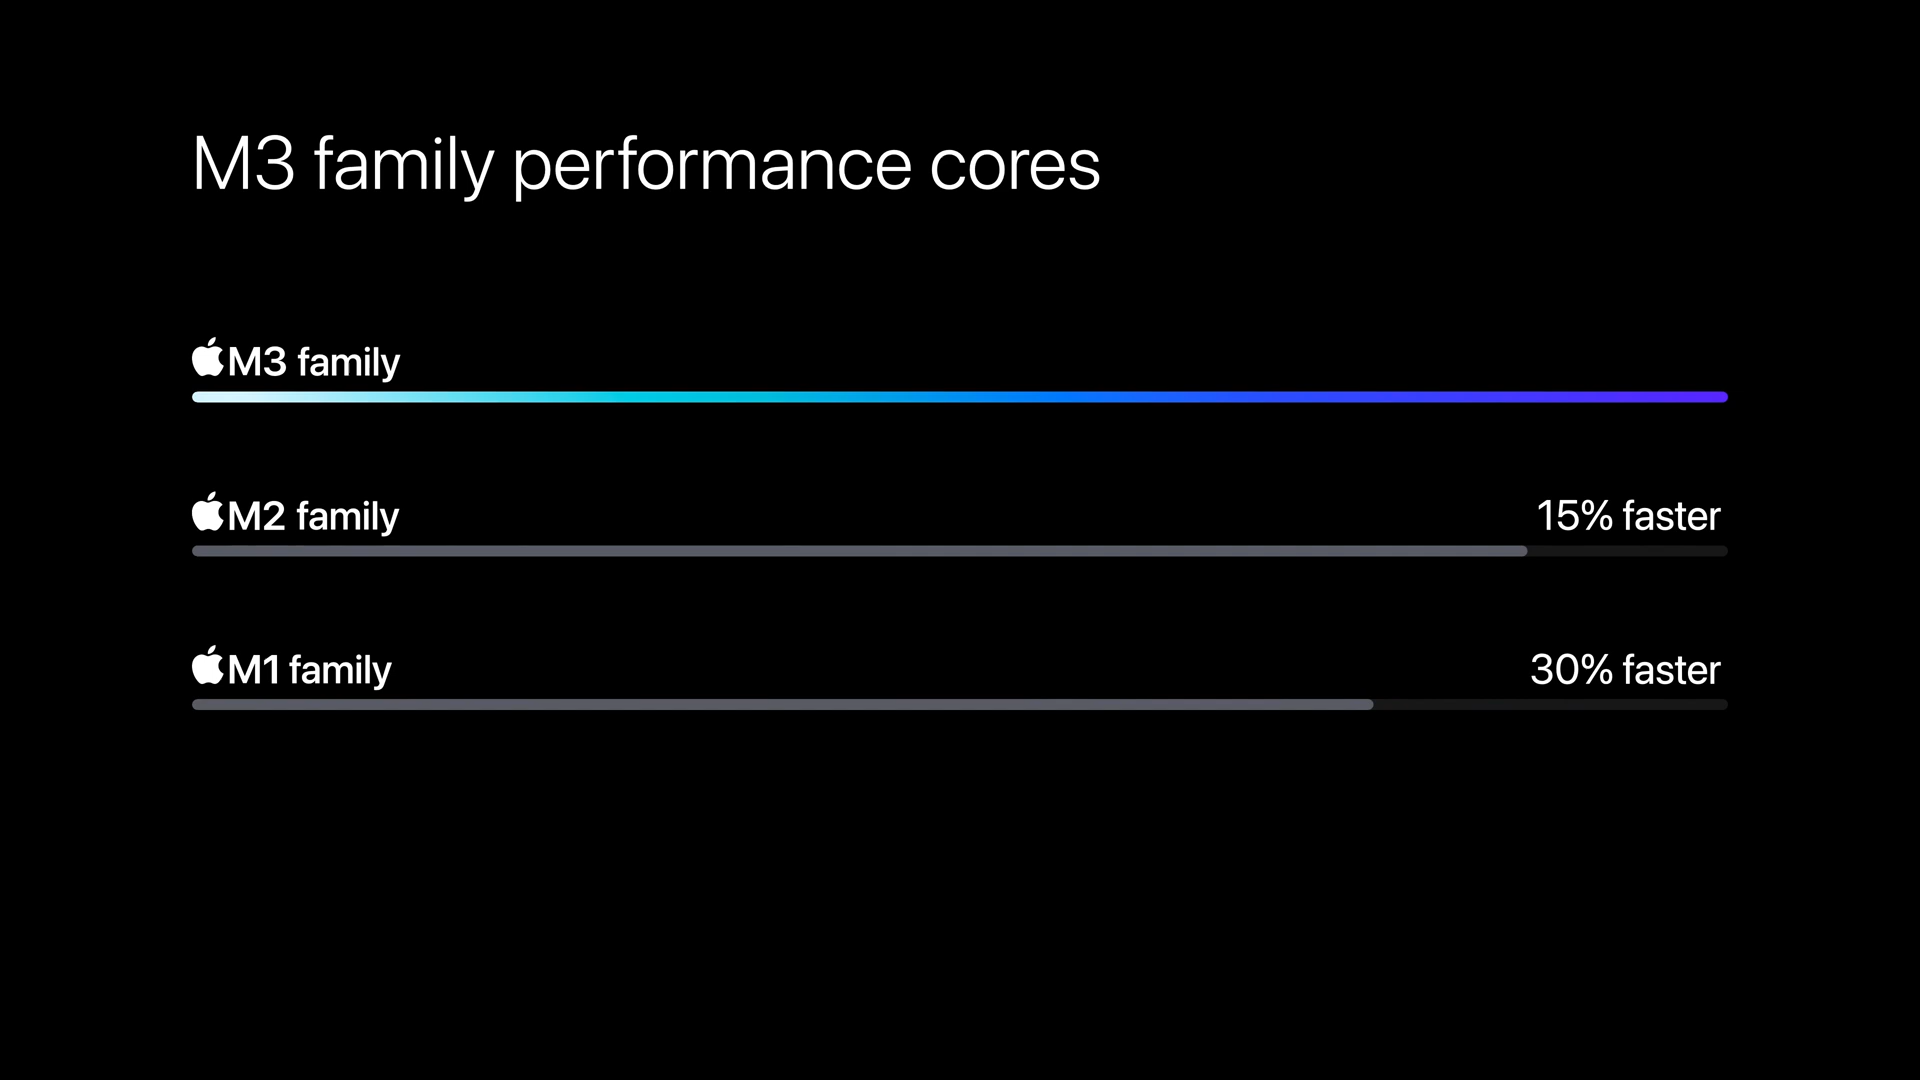 M3 family performance cores
M3 family
M2 family
15% faster
M1 family
30% faster